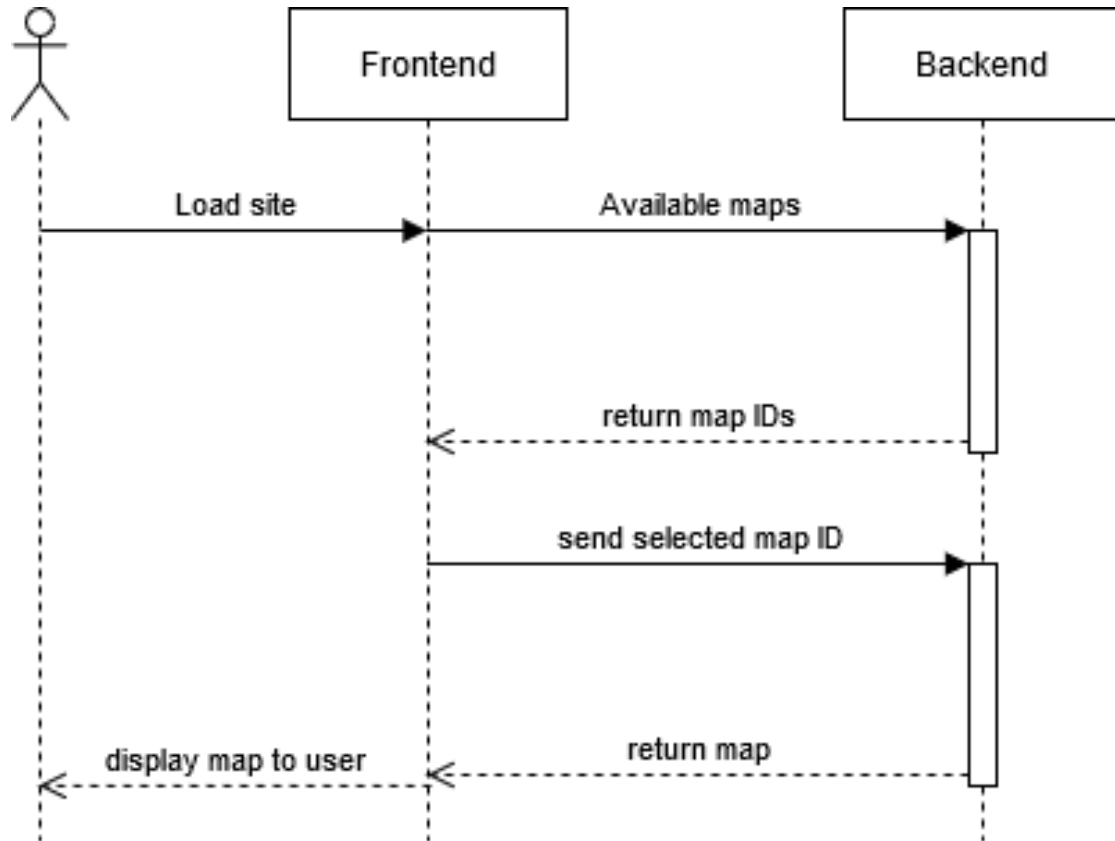 Frontend
Backend
Load site
Available maps
return map IDs
send selected map ID
return map
display map to user